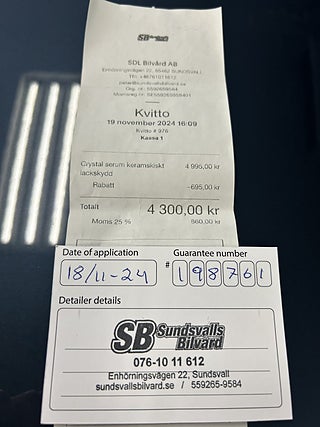 SB
SDL Bilvård AB
Enhörningsvägen 22, 85462 SUNDSVALL
Kvitto
19 november 2024 16:09
Kvitto # 976
Kassa 1
Crystal serum keramiskiskt 4 995,00 kr
lackskydd
Rabatt -695,00 kr
Totalt 4 300,00 kr
Moms 25 % 860,00 kr
Date of application Guarantee number
18/11-24 # 198761
Detailer details
SB Sundsvalls Bilvard
076-10 11 612
Enhörningsvägen 22, Sundsvall
sundsvallsbilvard.se / 559265-9584